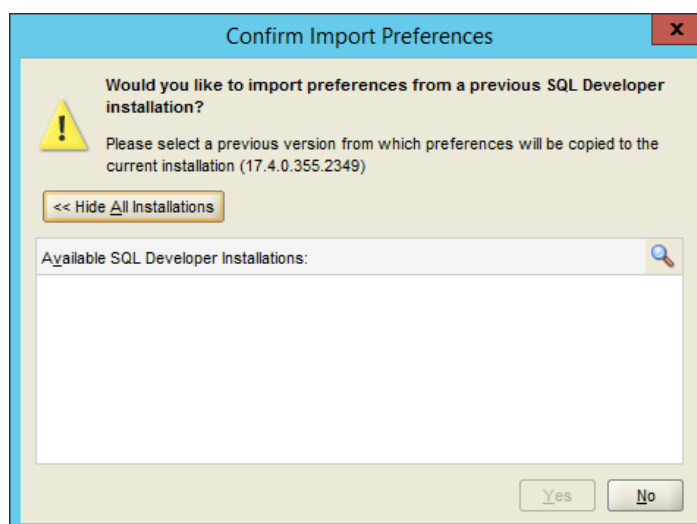 Confirm Import Preferences
x
Would you like to import preferences from a previous SQL Developer
installation?
Please select a previous version from which preferences will be copied to the
current installation (17.4.0.355.2349)
<< Hide All Installations
Available SQL Developer Installations:
Yes
No